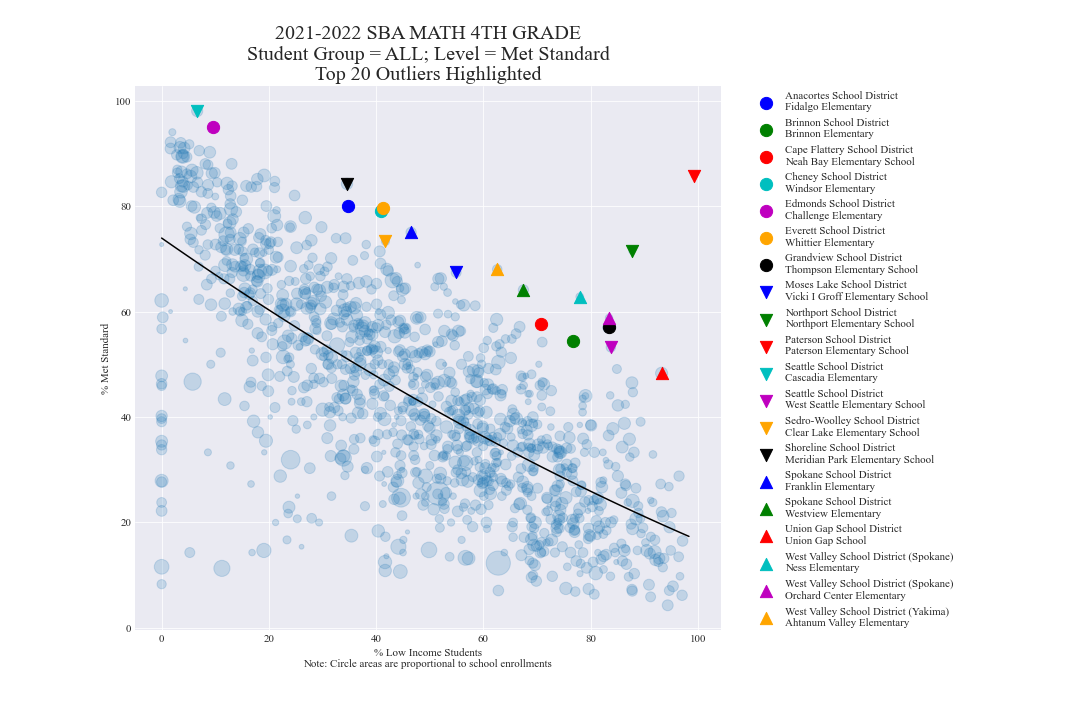 2021-2022 SBA MATH 4TH GRADE
Student Group = ALL; Level = Met Standard
Top 20 Outliers Highlighted
% Met Standard
100
80
60
40
20
0
0 20 40 60 80 100
% Low Income Students
Note: Circle areas are proportional to school enrollments
Anacortes School District
Fidalgo Elementary
Brinnon School District
Brinnon Elementary
Cape Flattery School District
Neah Bay Elementary School
Cheney School District
Windsor Elementary
Edmonds School District
Challenge Elementary
Everett School District
Whittier Elementary
Grandview School District
Thompson Elementary School
Moses Lake School District
Vicki I Groff Elementary School
Northport School District
Northport Elementary School
Paterson School District
Paterson Elementary School
Seattle School District
Cascadia Elementary
Seattle School District
West Seattle Elementary School
Sedro-Woolley School District
Clear Lake Elementary School
Shoreline School District
Meridian Park Elementary School
Spokane School District
Franklin Elementary
Spokane School District
Westview Elementary
Union Gap School District
Union Gap School
West Valley School District (Spokane)
Ness Elementary
West Valley School District (Spokane)
Orchard Center Elementary
West Valley School District (Yakima)
Ahtanum Valley Elementary